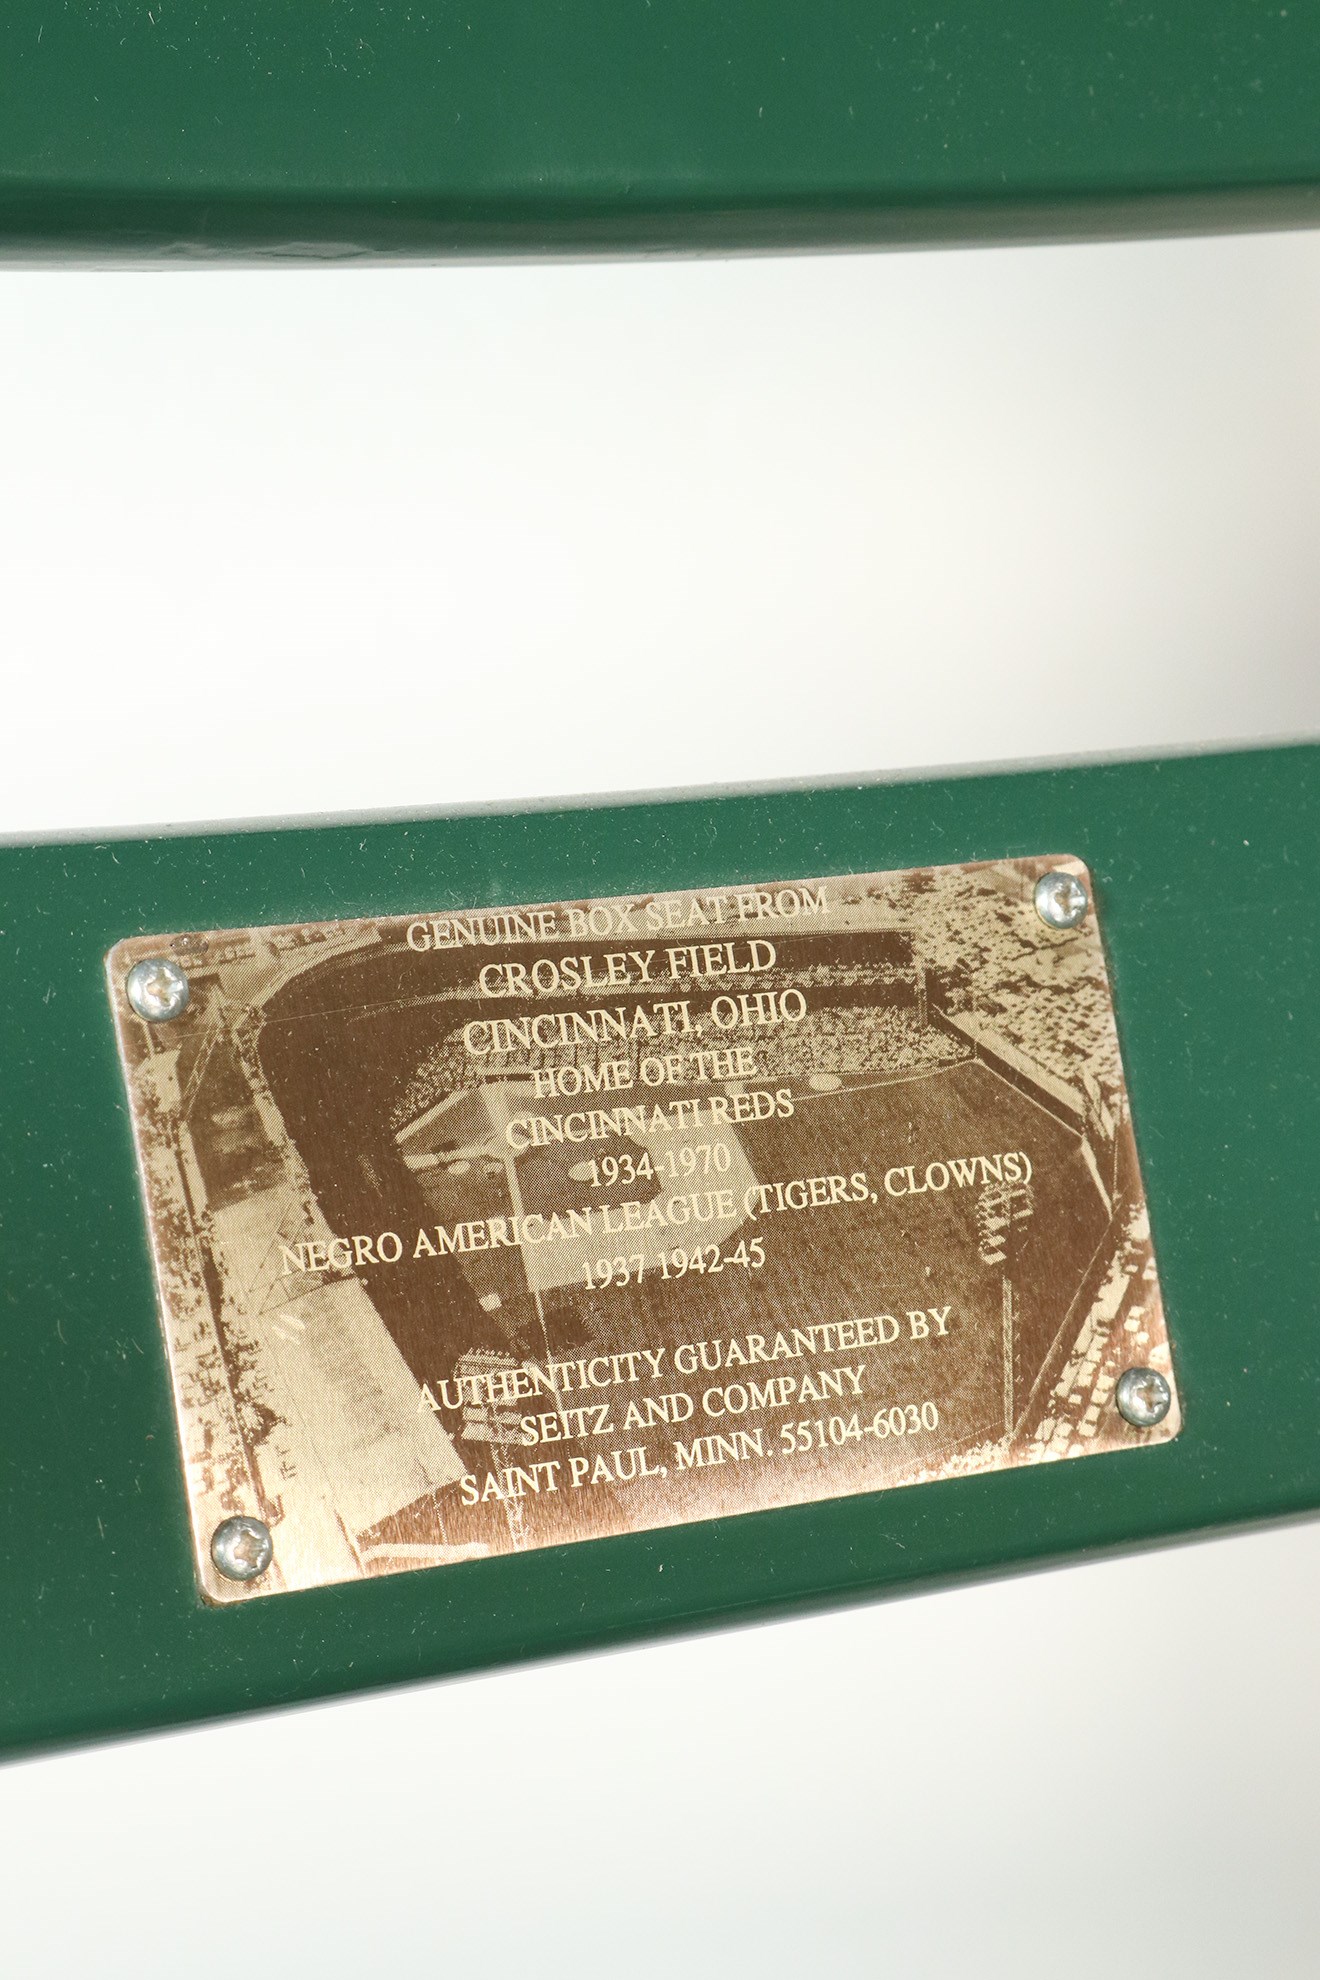 GENUINE BOX SEAT FROM
CROSLEY FIELD
CINCINNATI, OHIO
HOME OF THE
CINCINNATI REDS
1934-1970
NEGRO AMERICAN LEAGUE (TIGERS, CLOWNS)
1937 1942-45
AUTHENTICITY GUARANTEED BY
SEITZ AND COMPANY
SAINT PAUL, MINN. 55104-6030